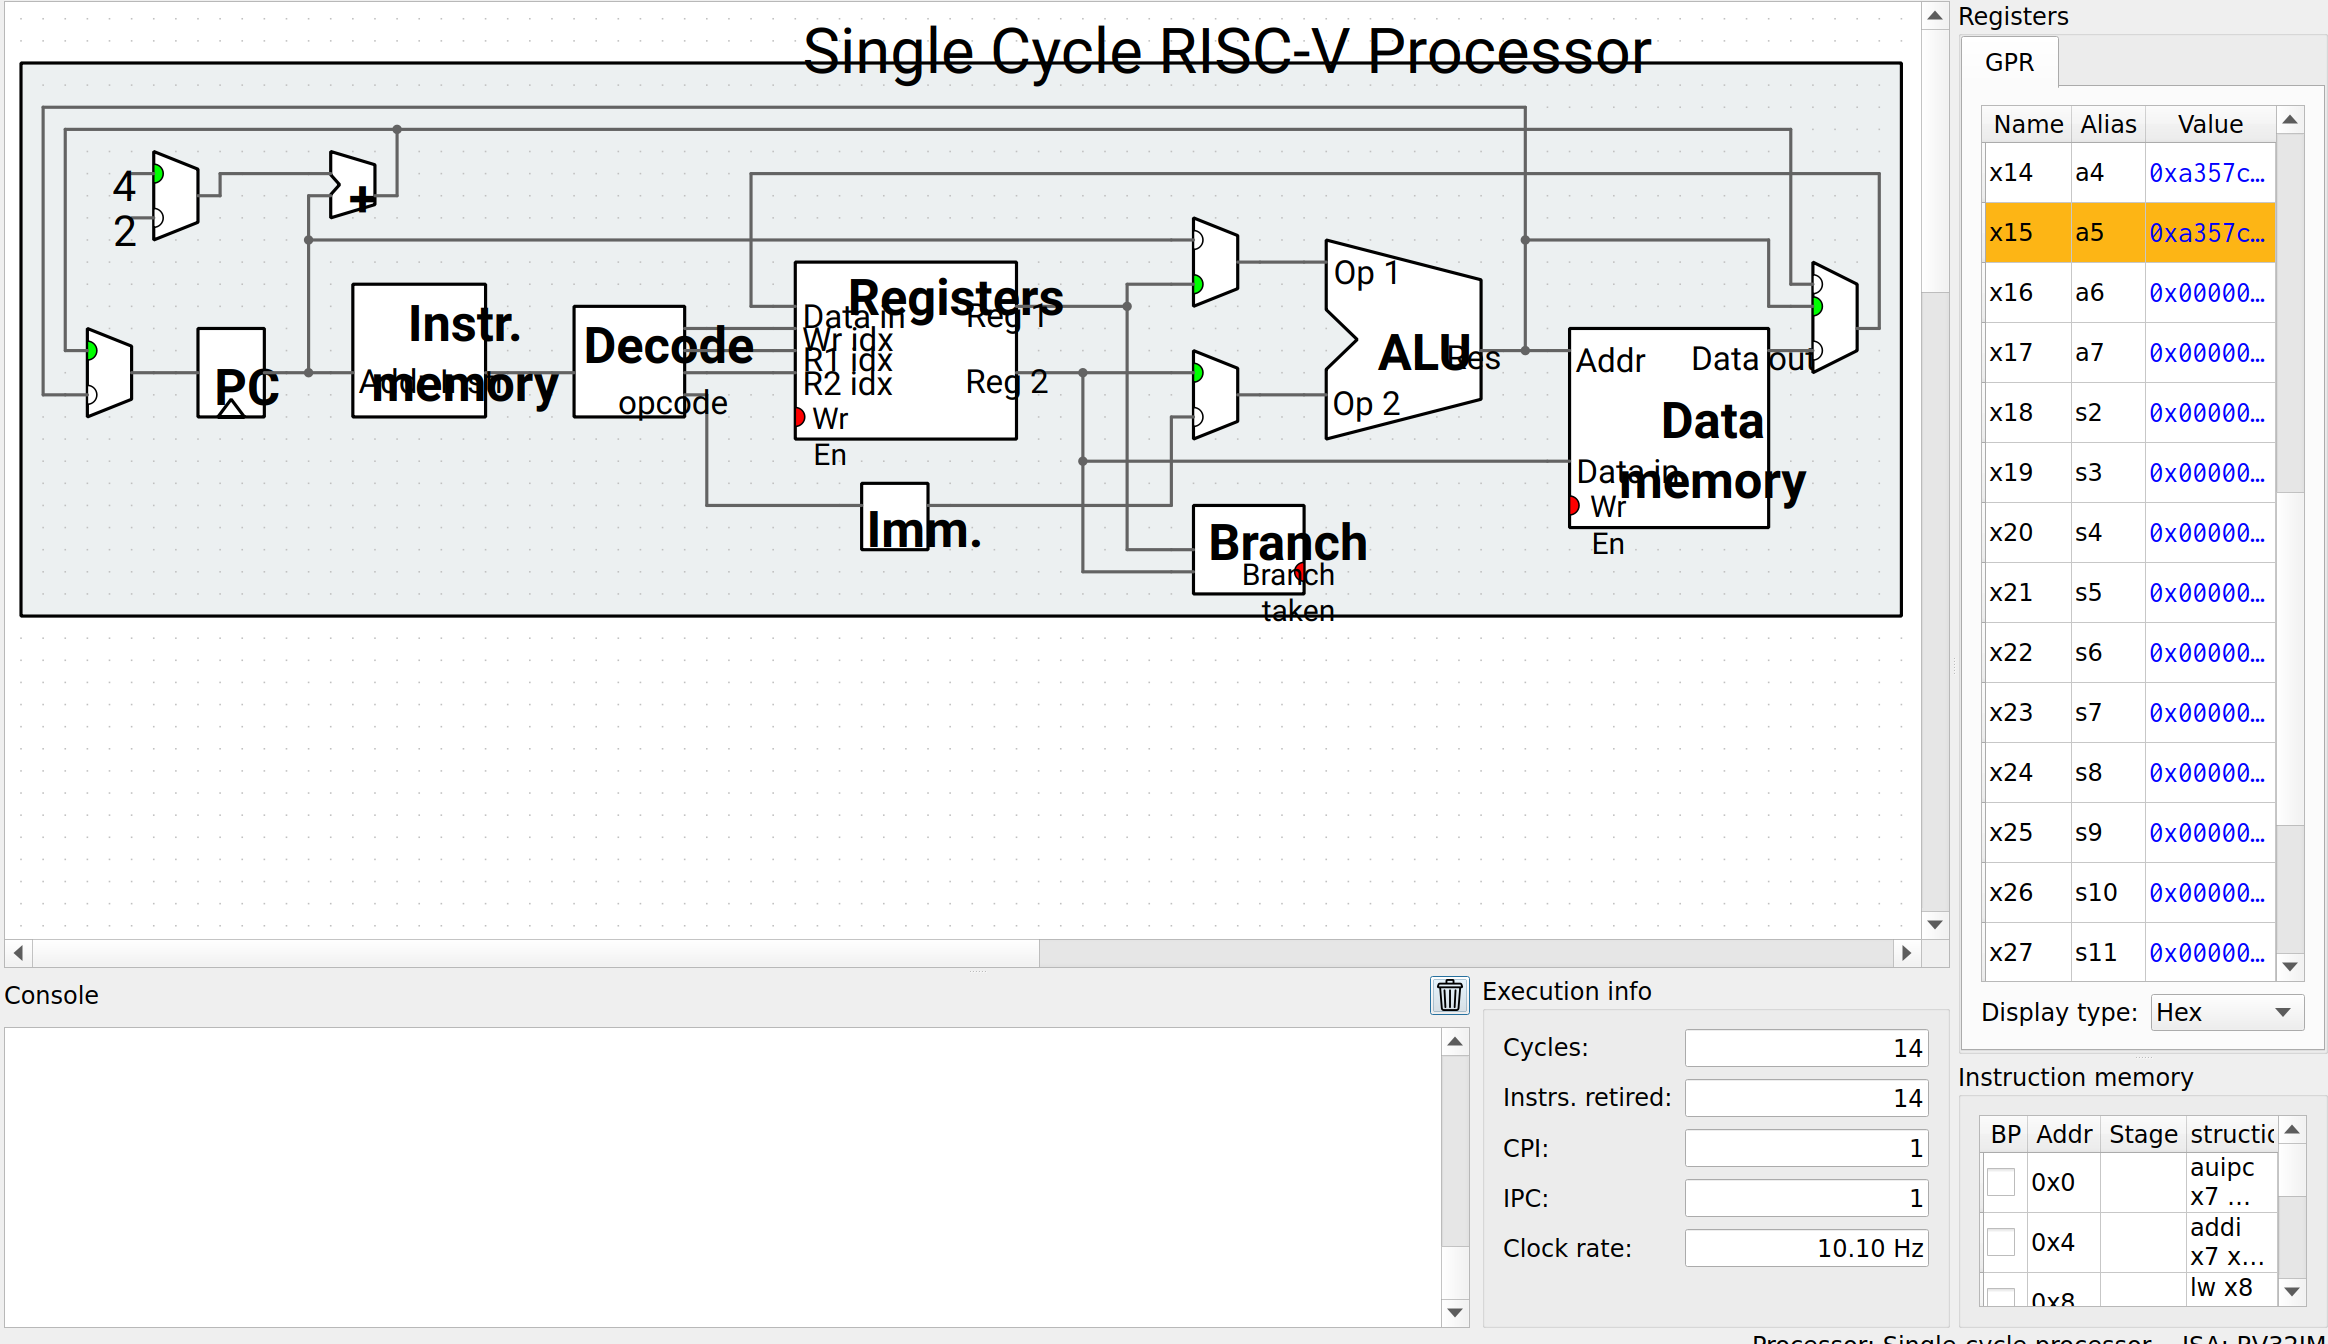 Single Cycle RISC-V Processor
4
2
+
PC
Instr.
memory
Addr
Decode
opcode
Registers
Data in
Wr idx
R1 idx
R2 idx
Wr
En
Reg 1
Reg 2
Imm.
Op 1
Op 2
ALU
Res
Branch
Branch
taken
Addr
Data out
Data
memory
Data in
Wr
En
Console
Execution info
Cycles: 14
Instrs. retired: 14
CPI: 1
IPC: 1
Clock rate: 10.10 Hz
Registers
GPR
Name Alias Value
x14 a4 0xa357c...
x15 a5 0xa357c...
x16 a6 0x00000...
x17 a7 0x00000...
x18 s2 0x00000...
x19 s3 0x00000...
x20 s4 0x00000...
x21 s5 0x00000...
x22 s6 0x00000...
x23 s7 0x00000...
x24 s8 0x00000...
x25 s9 0x00000...
x26 s10 0x00000...
x27 s11 0x00000...
Display type: Hex
Instruction memory
BP Addr Stage structic
0x0 auipc
x7 ...
0x4 addi
x7 x...
0x8 lw x8
Processor: Single-cycle processor ISA: RV32IM